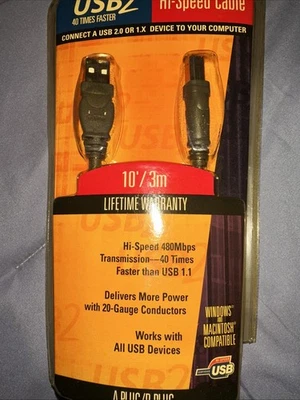 USB2 Hi-Speed Cable
40 TIMES FASTER
CONNECT A USB 2.0 OR 1.X DEVICE TO YOUR COMPUTER
10'/3m
LIFETIME WARRANTY
Hi-Speed 480Mbps
Transmission—40 Times
Faster than USB 1.1
Delivers More Power
with 20-Gauge Conductors
Works with
All USB Devices
WINDOWS
AND
MACINTOSH
COMPATIBLE
USB
A PLUG/B PLUG